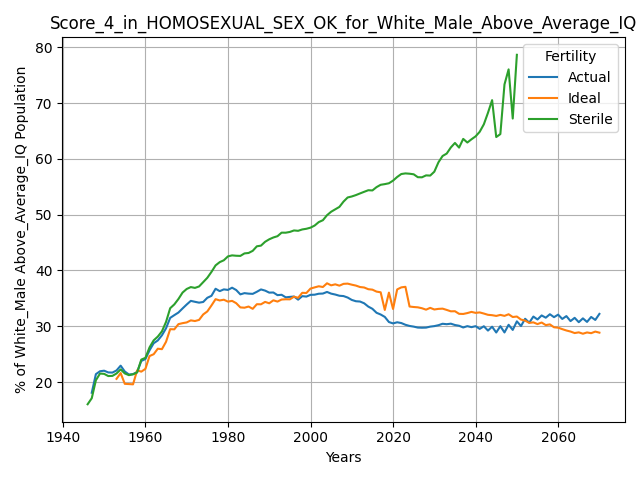 Score_4_in_HOMOSEXUAL_SEX_OK_for_White_Male_Above_Average_IQ
% of White_Male Above_Average_IQ Population
80
70
60
50
40
30
20
Fertility
Actual
Ideal
Sterile
1940 1960 1980 2000 2020 2040 2060
Years